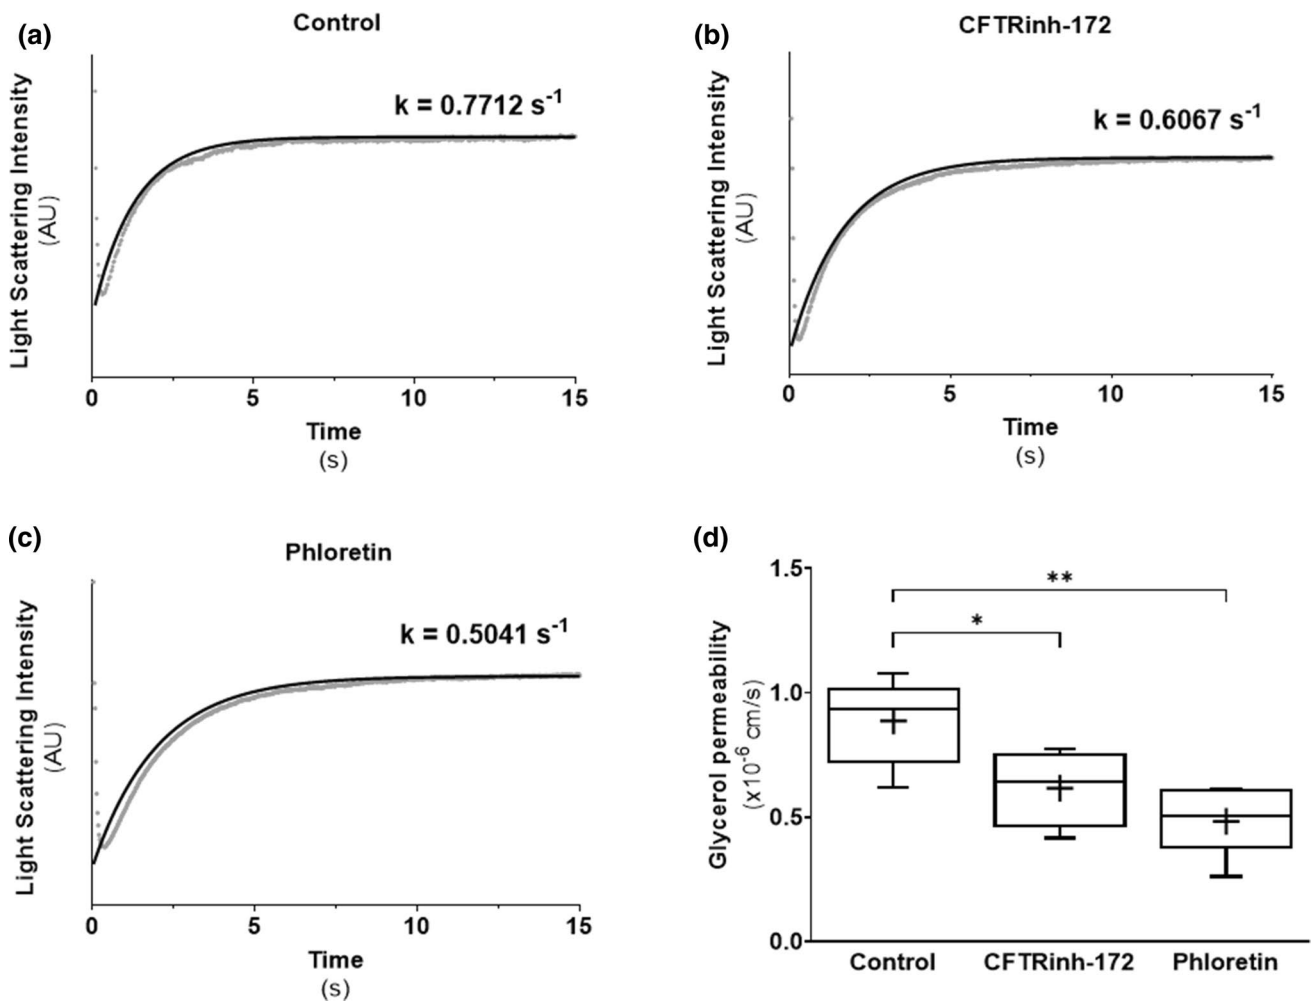 (a)
Control
k = 0.7712 s-1
Light Scattering Intensity
(AU)
0 5 10 15
Time
(s)
(b)
CFTRinh-172
k = 0.6067 s-1
Light Scattering Intensity
(AU)
0 5 10 15
Time
(s)
(c)
Phloretin
k = 0.5041 s-1
Light Scattering Intensity
(AU)
0 5 10 15
Time
(s)
(d)
Glycerol permeability
(x10-6 cm/s)
1.5
1.0
0.5
0.0
**
*
Control CFTRinh-172 Phloretin